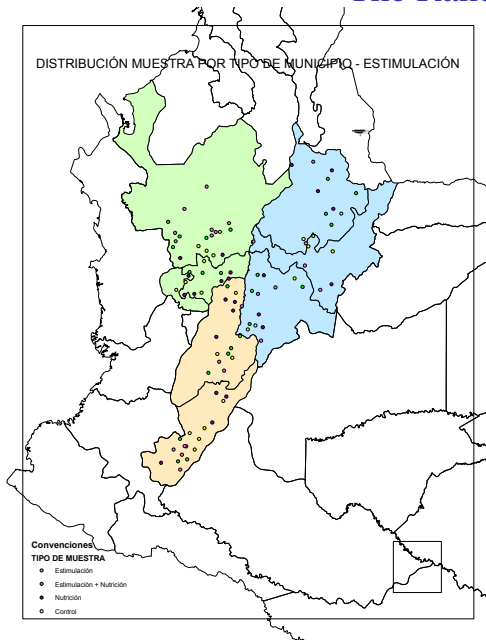 DISTRIBUCIÓN MUESTRA POR TIPO DE MUNICIPIO - ESTIMULACIÓN
Convenciones
TIPO DE MUESTRA
Estimulación
Estimulación + Nutrición
Nutrición
Control